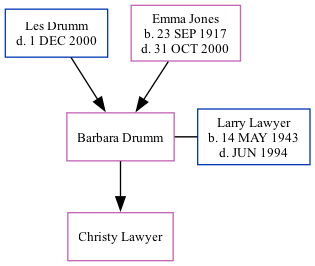 Les Drumm
d. 1 DEC 2000
Emma Jones
b. 23 SEP 1917
d. 31 OCT 2000
Barbara Drumm
Larry Lawyer
b. 14 MAY 1943
d. JUN 1994
Christy Lawyer